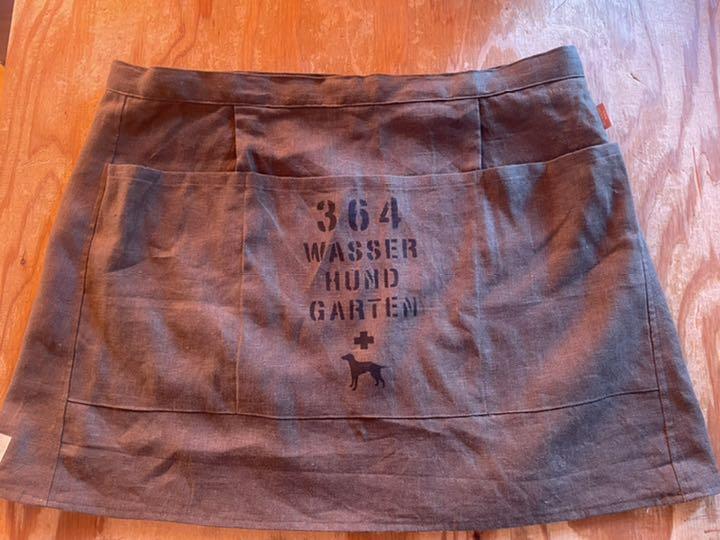 364
WASSER
HUND
GARTEN